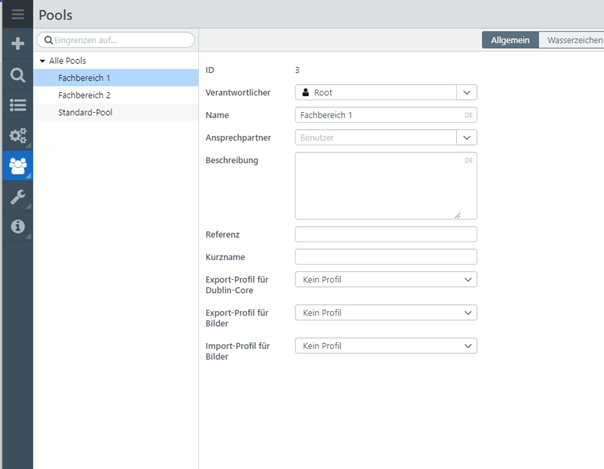 Pools
Eingrenzen auf...
Allgemein
Wasserzeichen
Alle Pools
Fachbereich 1
Fachbereich 2
Standard-Pool
ID
3
Verantwortlicher
Root
Name
Fachbereich 1
DE
Ansprechpartner
Benutzer
Beschreibung
DE
Referenz
Kurzname
Export-Profil für
Dublin-Core
Kein Profil
Export-Profil für
Bilder
Kein Profil
Import-Profil für
Bilder
Kein Profil